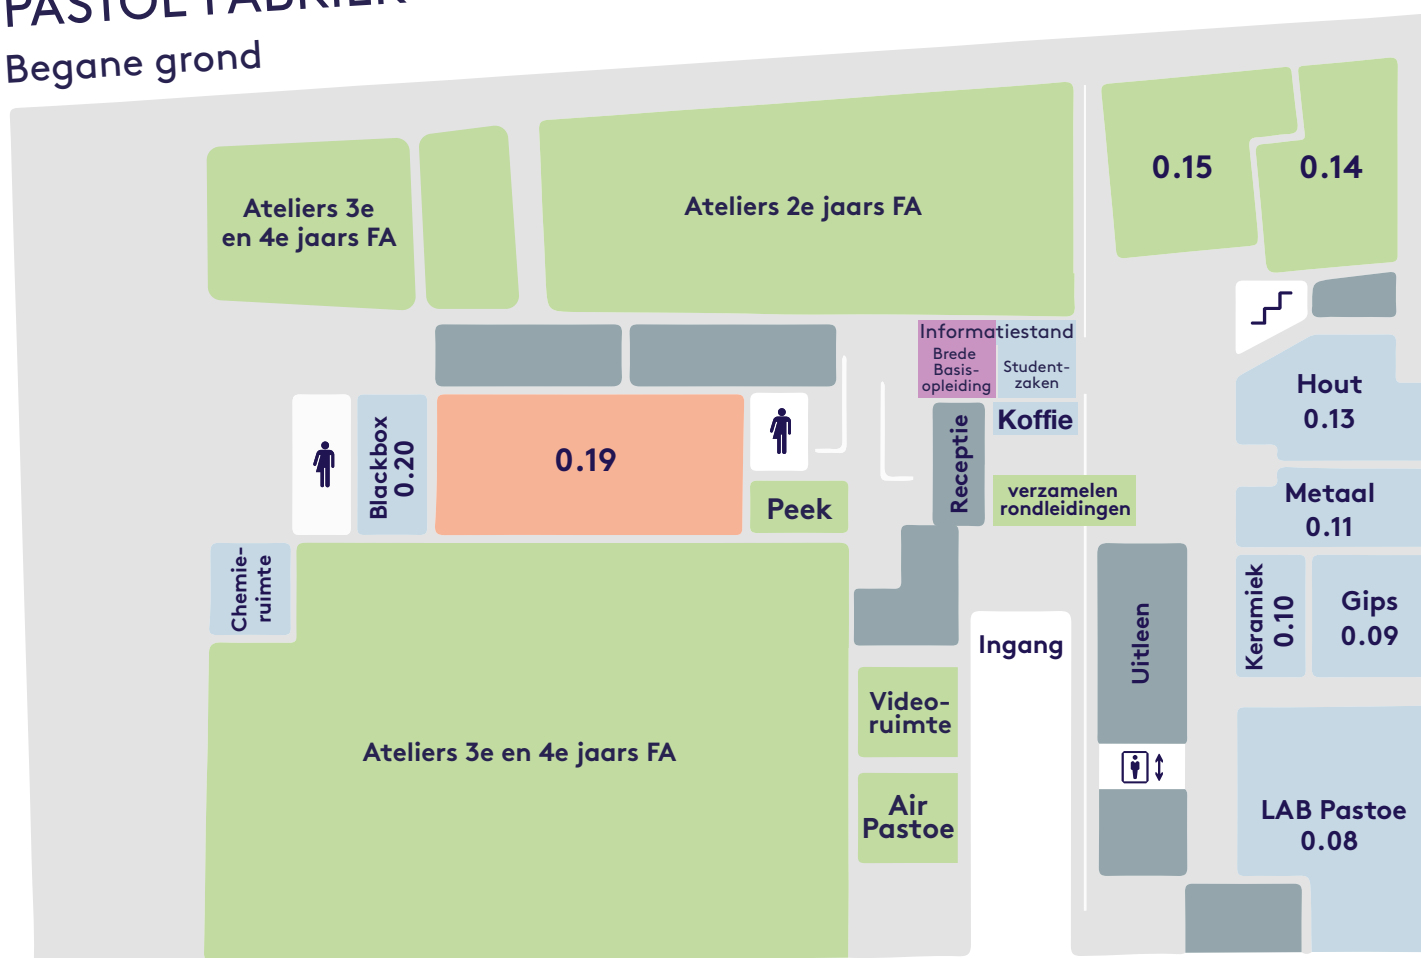 PASTOE FABRIEK
Begane grond
Ateliers 3e
en 4e jaars FA
Ateliers 2e jaars FA
0.15
0.14
Informatiestand
Brede
Basis-
opleiding
Student-
zaken
Hout
0.13
Koffie
Receptie
Blackbox
0.20
0.19
Peek
verzamelen
rondleidingen
Metaal
0.11
Chemie-
ruimte
Keramiek
0.10
Gips
0.09
Uitleen
Ingang
Video-
ruimte
Ateliers 3e en 4e jaars FA
Air
Pastoe
LAB Pastoe
0.08